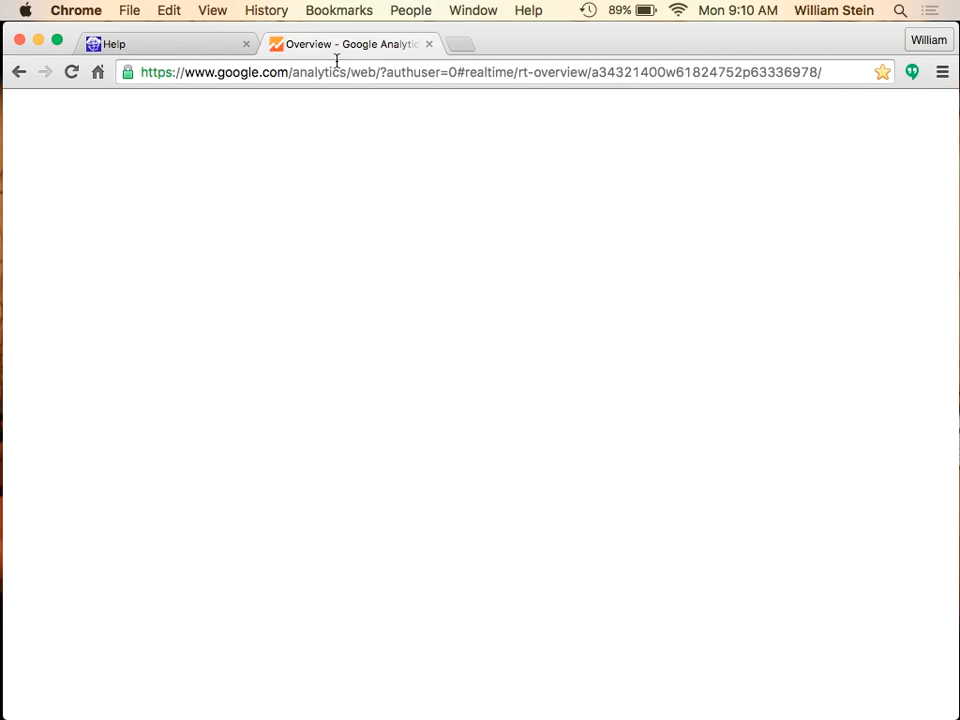 Chrome File Edit View History Bookmarks People Window Help 89% Mon 9:10 AM William Stein
Help Overview - Google Analytic William
https://www.google.com/analytics/web/?authuser=0#realtime/rt-overview/a34321400w61824752p63336978/